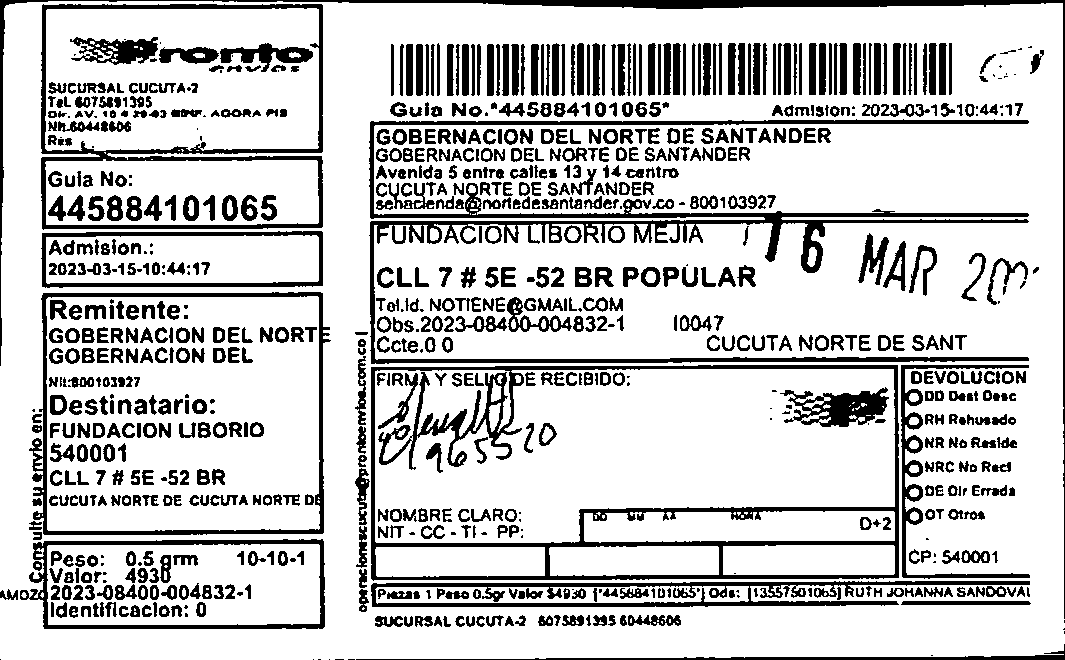 Pronto
envios
SUCURSAL CUCUTA-2
Tel. 6075891395
Dir. AV. AGORA
Nit.60448606
Res
Guia No:
445884101065
Admision.:
2023-03-15-10:44:17
Remitente:
GOBERNACION DEL NORTE
GOBERNACION DEL
Nit:800103927
Destinatario:
FUNDACION LIBORIO
540001
CLL 7 # 5E -52 BR
CUCUTA NORTE DE CUCUTA NORTE DE
Peso: 0.5 grm 10-10-1
Valor: 4930
2023-08400-004832-1
Identificacion: 0
Consulte su envio en:
AMOZO
Guia No.*445884101065*
Admision: 2023-03-15-10:44:17
GOBERNACION DEL NORTE DE SANTANDER
GOBERNACION DEL NORTE DE SANTANDER
Avenida 5 entre calles 13 y 14 centro
CUCUTA NORTE DE SANTANDER
sehacienda@nortedesantander.gov.co - 800103927
FUNDACION LIBORIO MEJIA
16 MAR
CLL 7 # 5E -52 BR POPULAR
Tel.Id. NOTIENE@GMAIL.COM
Obs.2023-08400-004832-1 I0047
Ccte.0 0 CUCUTA NORTE DE SANT
operacionescucuta@prontoenvios.com.co
FIRMA Y SELLO DE RECIBIDO:
965520
NOMBRE CLARO:
NIT - CC - TI - PP:
DD MM AA HORA
D+2
DEVOLUCION
DD Dest Desc
RH Rehusado
NR No Reside
NRC No Recl
DE Dir Errada
OT Otros
CP: 540001
Piezas 1 Peso 0.5gr Valor $4930 [*445884101065*] Ods: [13557501065] RUTH JOHANNA SANDOVAL
SUCURSAL CUCUTA-2 6075891395 60448606